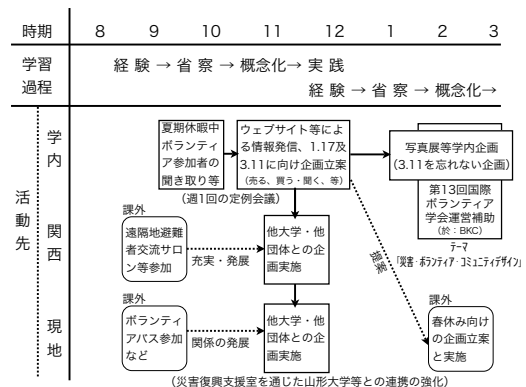 時期 8 9 10 11 12 1 2 3
学習過程
経 験 → 省 察 → 概念化→ 実 践
経 験 → 省 察 → 概念化→
活動先
学内
夏期休暇中
ボランティア
参加者の
聞き取り等
ウェブサイト等によ
る情報発信、1.17及
3.11に向け企画立案
(売る、買う・聞く、等)
写真展等学内企画
(3.11を忘れない企画)
(週1回の定例会議)
第13回国際
ボランティア
学会運営補助
(於：BKC)
テーマ
「災害・ボランティア・コミュニティデザイン」
関西
課外
遠隔地避難
者交流サロ
ン等参加
充実・発展
他大学・他
団体との企
画実施
提案
現地
課外
ボランティ
アバス参加
など
関係の発展
他大学・他
団体との企
画実施
課外
春休み向け
の企画立案
と実施
(災害復興支援室を通じた山形大学等との連携の強化)